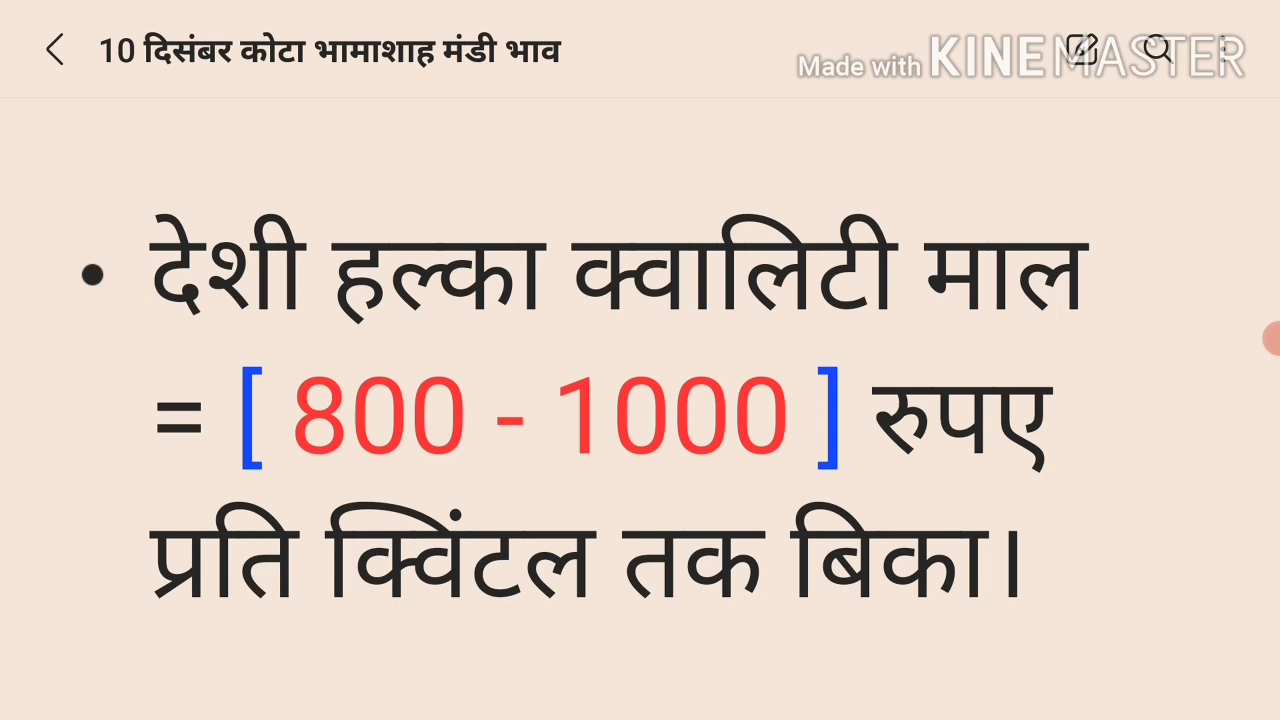 10 दिसंबर कोटा भामाशाह मंडी भाव
Made with KINEMASTER
• देशी हल्का क्वालिटी माल
= [ 800 - 1000 ] रुपए
प्रति क्विंटल तक बिका।